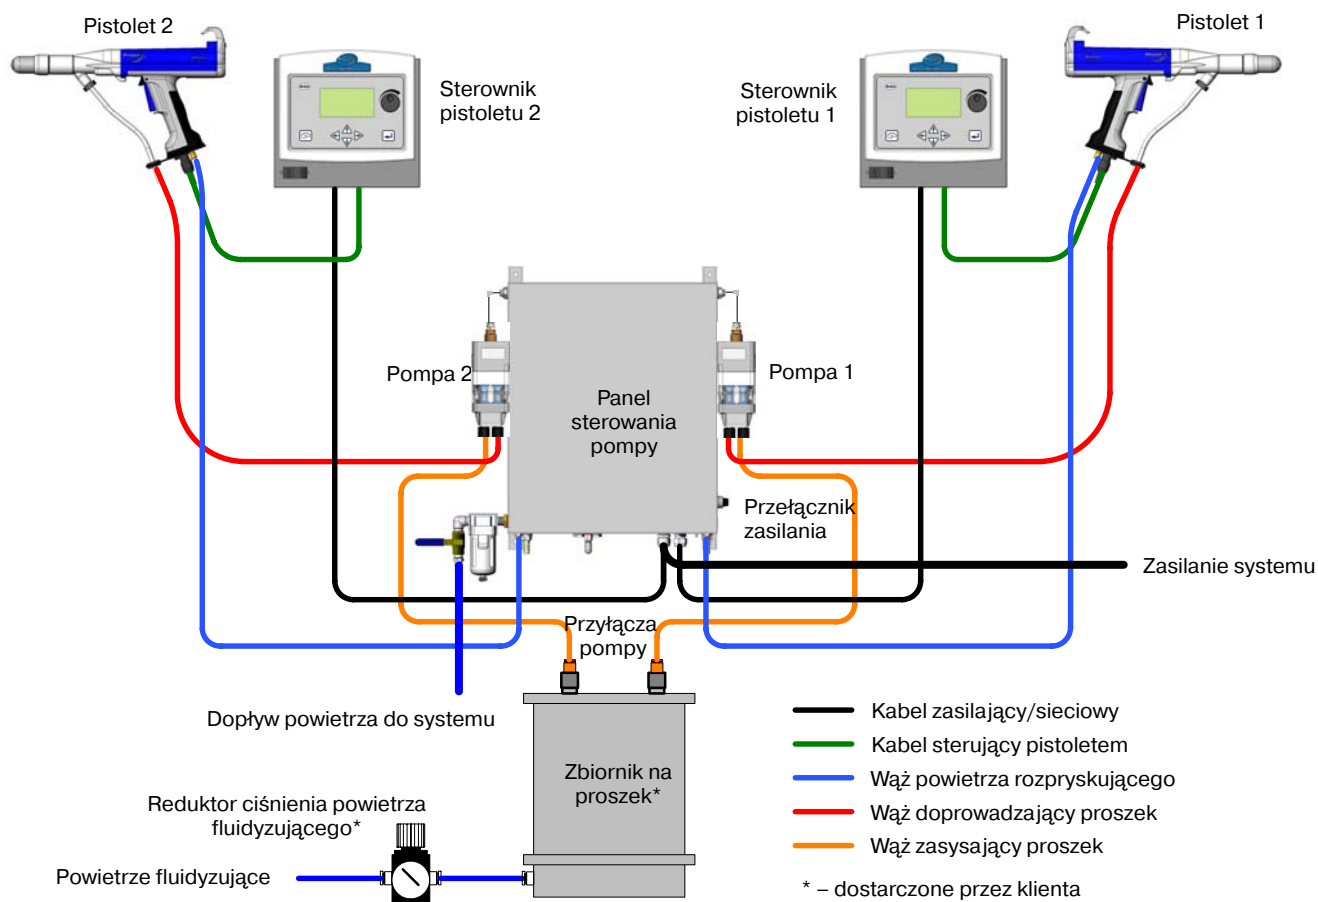 Pistolet 2
Pistolet 1
Sterownik
pistoletu 2
Sterownik
pistoletu 1
Pompa 2
Pompa 1
Panel
sterowania
pompy
Przełącznik
zasilania
Zasilanie systemu
Przyłącza
pompy
Dopływ powietrza do systemu
Zbiornik na
proszek*
Reduktor ciśnienia powietrza
fluidyzującego*
Powietrze fluidyzujące
Kabel zasilający/sieciowy
Kabel sterujący pistoletem
Wąż powietrza rozpryskującego
Wąż doprowadzający proszek
Wąż zasysający proszek
* – dostarczone przez klienta